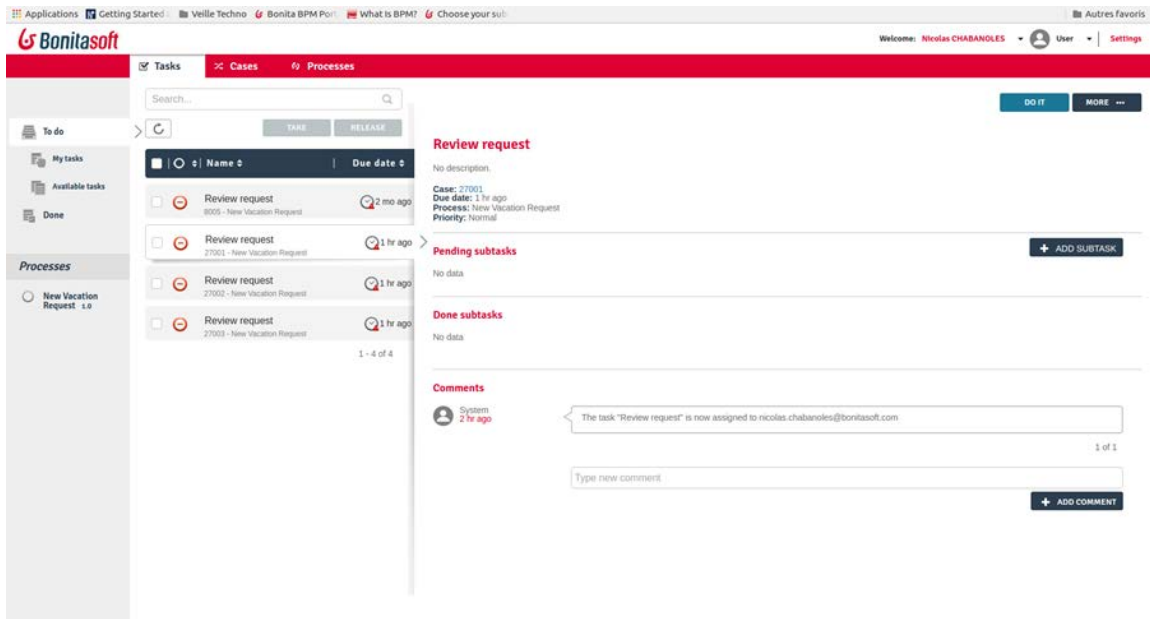 Applications Getting Started Veille Techno Bonita BPM Port What Is BPM? Choose your sub Autres favoris
Bonitasoft Welcome: Nicolas CHABANOLES User Settings
Tasks Cases Processes
Search...
DO IT MORE ...
To do
TAKE RELEASE
My tasks
Available tasks
Done
Processes
New Vacation
Request 1.0
Name Due date
Review request 2 mo ago
8005 - New Vacation Request
Review request 1 hr ago
27001 - New Vacation Request
Review request 1 hr ago
27002 - New Vacation Request
Review request 1 hr ago
27003 - New Vacation Request
1 - 4 of 4
Review request
No description.
Case: 27001
Due date: 1 hr ago
Process: New Vacation Request
Priority: Normal
Pending subtasks + ADD SUBTASK
No data
Done subtasks
No data
Comments
System
2 hr ago
The task "Review request" is now assigned to nicolas.chabanoles@bonitasoft.com
1 of 1
Type new comment
+ ADD COMMENT